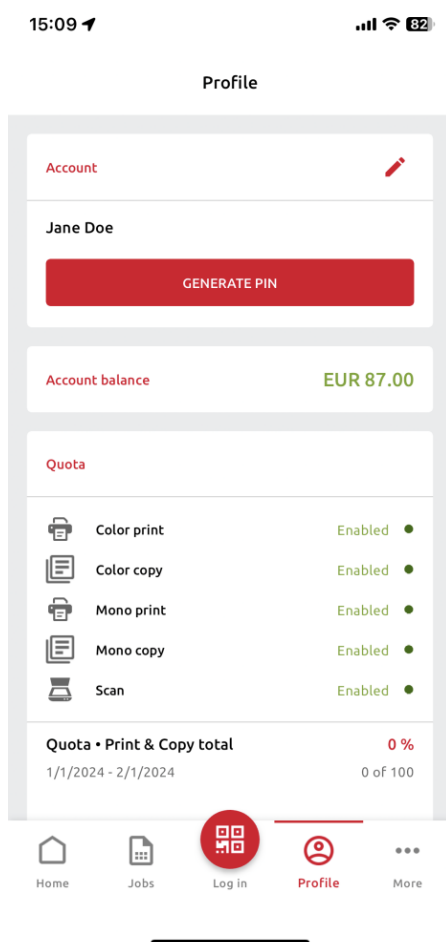 15:09
82
Profile
Account
Jane Doe
GENERATE PIN
Account balance EUR 87.00
Quota
Color print Enabled
Color copy Enabled
Mono print Enabled
Mono copy Enabled
Scan Enabled
Quota • Print & Copy total 0 %
1/1/2024 - 2/1/2024 0 of 100
Home Jobs Log in Profile More